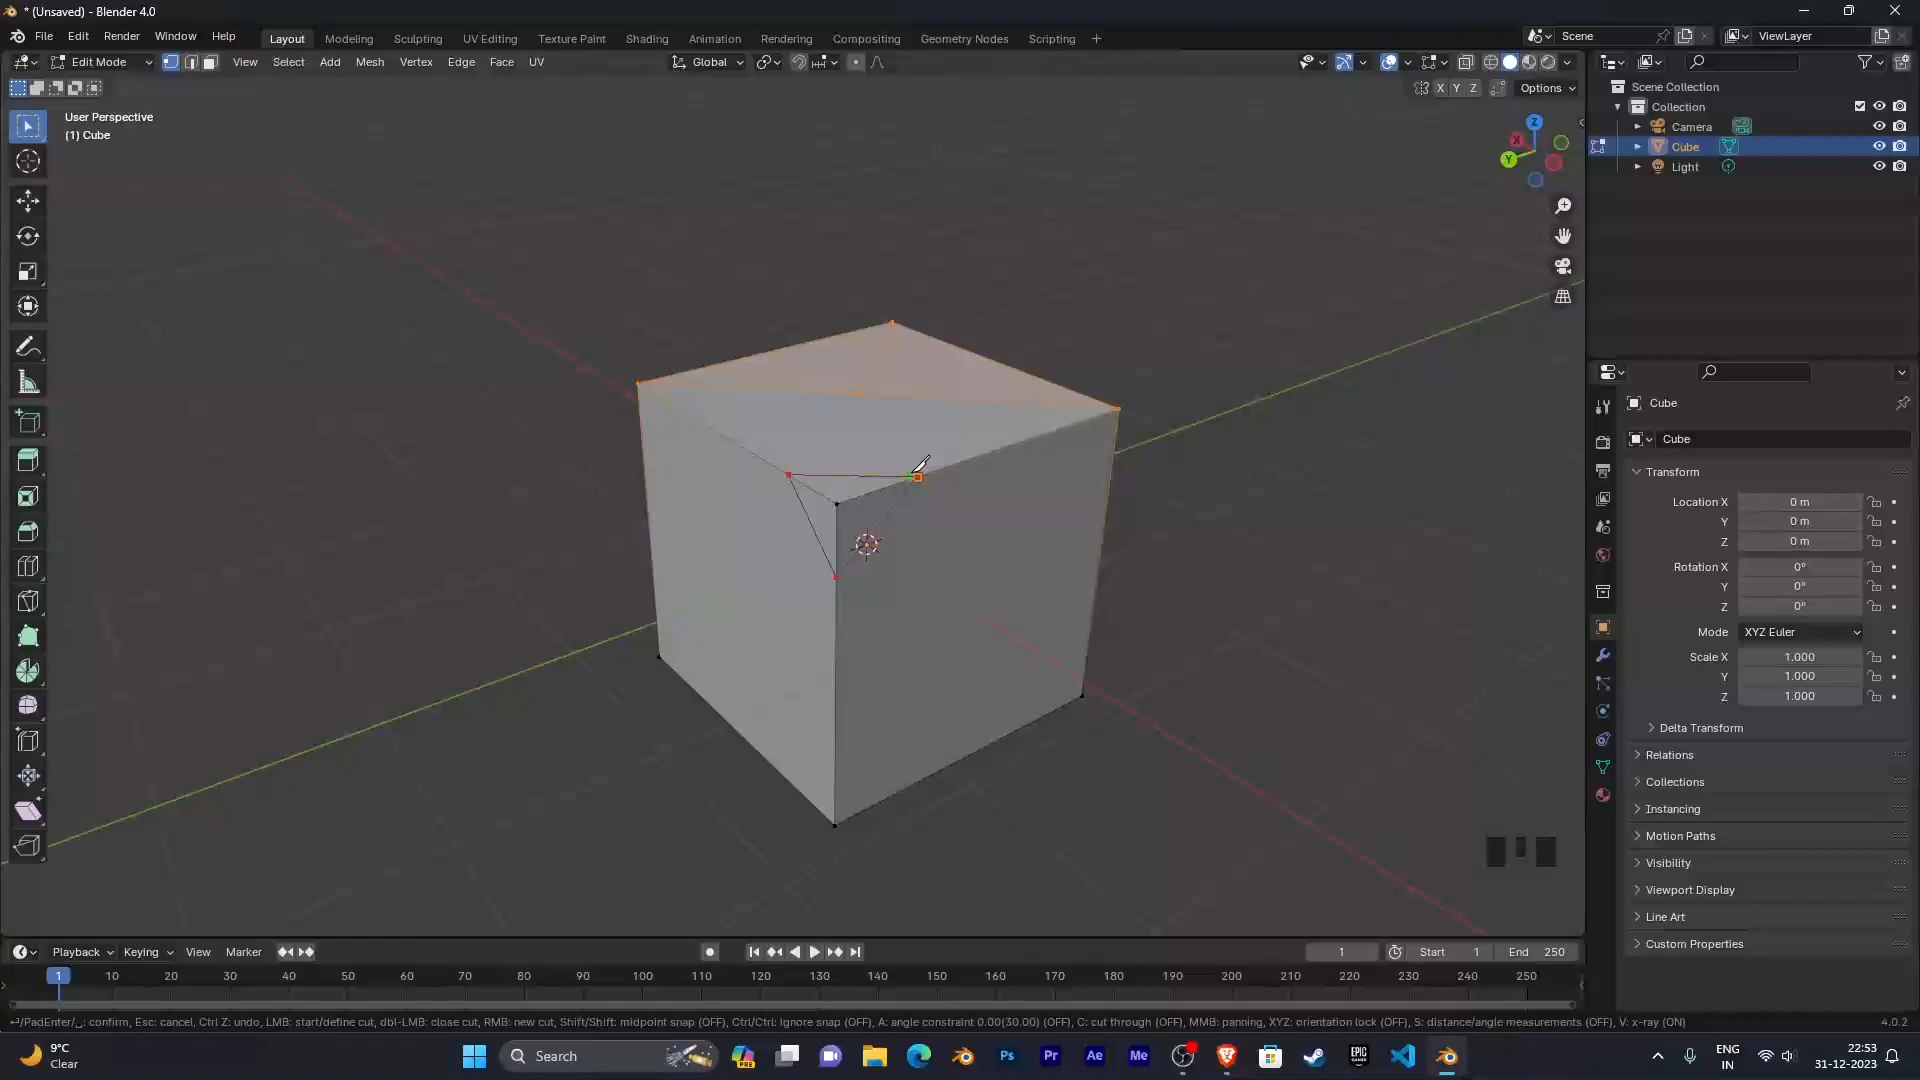 * (Unsaved) - Blender 4.0
File Edit Render Window Help Layout Modeling Sculpting UV Editing Texture Paint Shading Animation Rendering Compositing Geometry Nodes Scripting + Scene ViewLayer
Edit Mode View Select Add Mesh Vertex Edge Face UV Global
X Y Z Options
Scene Collection
Collection
Camera
Cube
Light
User Perspective
(1) Cube
Z
X
Y
Cube
Cube
Transform
Location X 0 m
Y 0 m
Z 0 m
Rotation X 0°
Y 0°
Z 0°
Mode XYZ Euler
Scale X 1.000
Y 1.000
Z 1.000
Delta Transform
Relations
Collections
Instancing
Motion Paths
Visibility
Viewport Display
Line Art
Custom Properties
Playback Keying View Marker 1 Start 1 End 250
1 10 20 30 40 50 60 70 80 90 100 110 120 130 140 150 160 170 180 190 200 210 220 230 240 250
⏎/PadEnter/␣: confirm, Esc: cancel, Ctrl Z: undo, LMB: start/define cut, dbl-LMB: close cut, RMB: new cut, Shift/Shift: midpoint snap (OFF), Ctrl/Ctrl: ignore snap (OFF), A: angle constraint 0.00(30.00) (OFF), C: cut through (OFF), MMB: panning, XYZ: orientation lock (OFF), S: distance/angle measurements (OFF), V: x-ray (ON) 4.0.2
9°C
Clear
Search
PRE
Ps
Pr
Ae
Me
EPIC
ENG
IN
22:53
31-12-2023